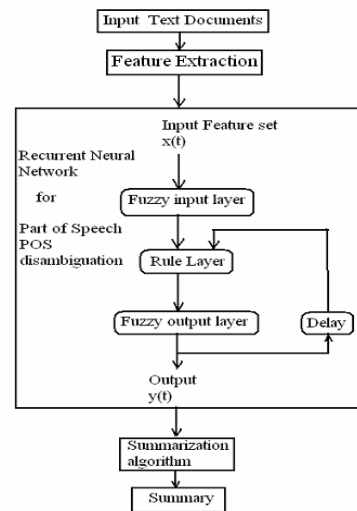 Input Text Documents
Feature Extraction
Input Feature set
x(t)
Recurrent Neural
Network
for
Part of Speech
POS
disambiguation
Fuzzy input layer
Rule Layer
Fuzzy output layer
Delay
Output
y(t)
Summarization
algorithm
Summary